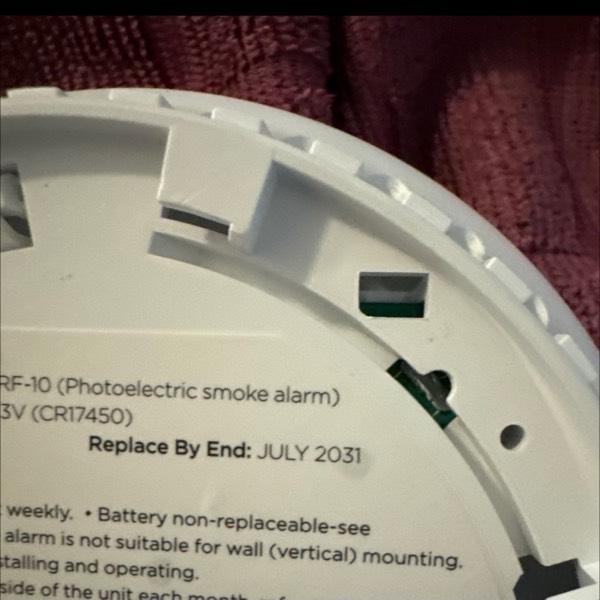 RF-10 (Photoelectric smoke alarm)
3V (CR17450)
Replace By End: JULY 2031
weekly. • Battery non-replaceable-see
alarm is not suitable for wall (vertical) mounting.
stalling and operating.
side of the unit each month